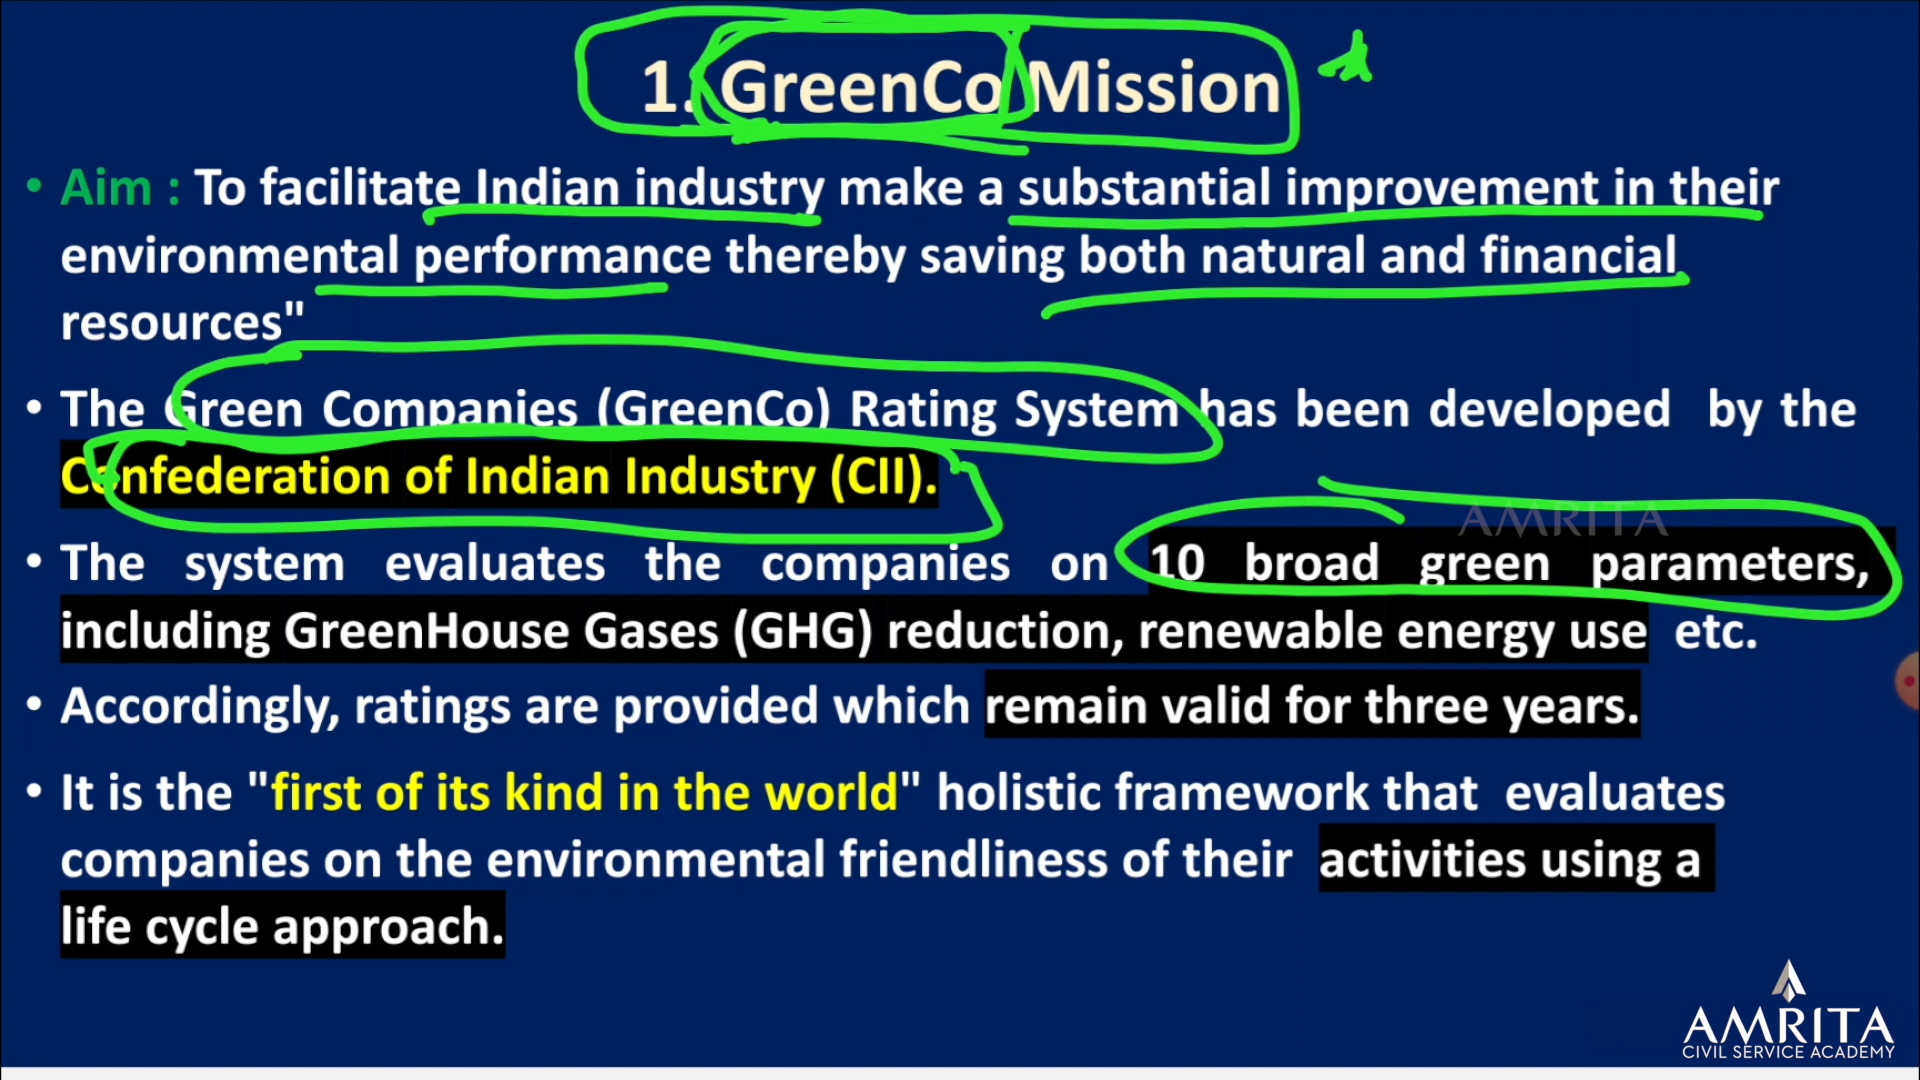 1. GreenCo Mission
• Aim : To facilitate Indian industry make a substantial improvement in their
environmental performance thereby saving both natural and financial
resources"
• The Green Companies (GreenCo) Rating System has been developed by the
Confederation of Indian Industry (CII).
AMRITA
• The system evaluates the companies on 10 broad green parameters,
including GreenHouse Gases (GHG) reduction, renewable energy use etc.
• Accordingly, ratings are provided which remain valid for three years.
• It is the "first of its kind in the world" holistic framework that evaluates
companies on the environmental friendliness of their activities using a
life cycle approach.
AMRITA
CIVIL SERVICE ACADEMY